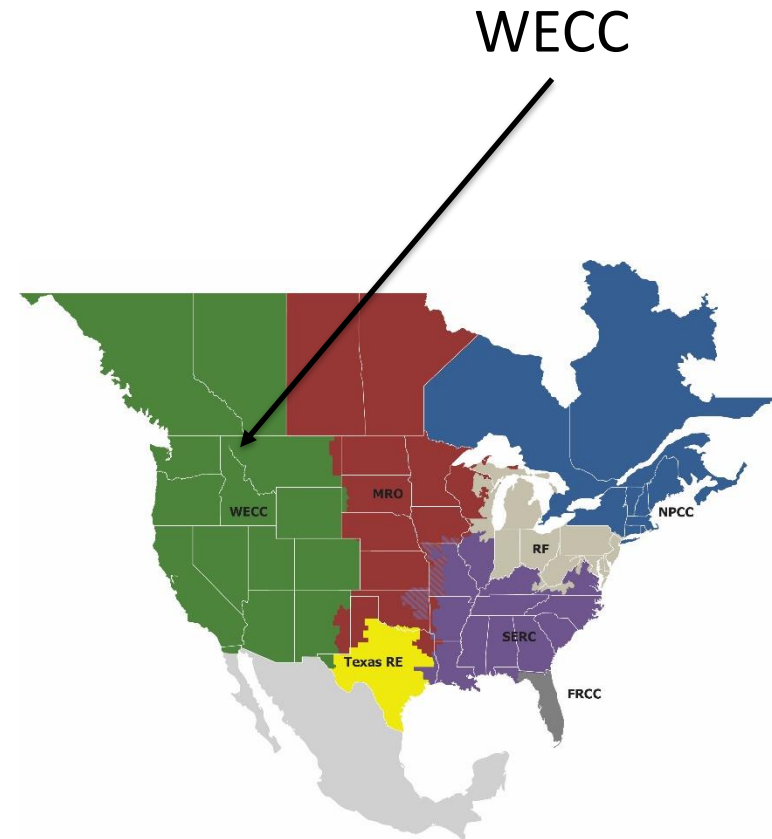 WECC
MRO
WECC
NPCC
RF
SERC
Texas RE
FRCC